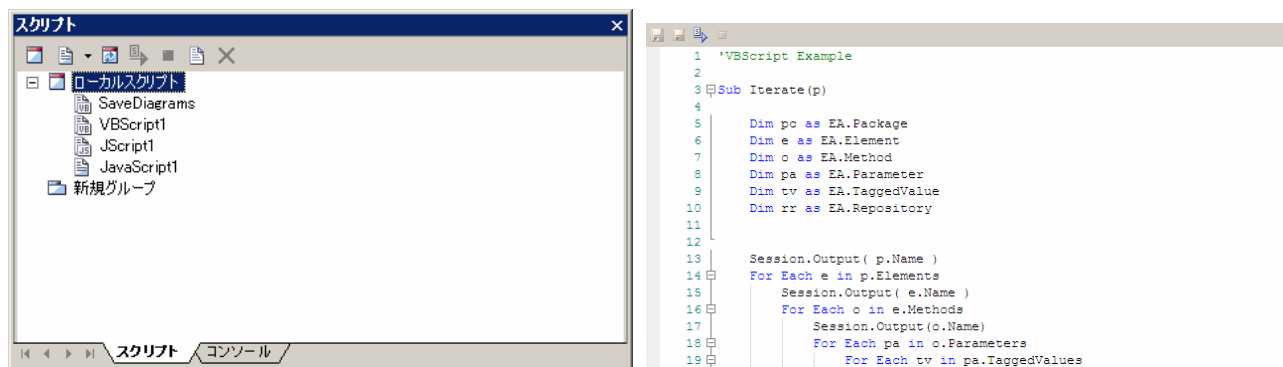 スクリプト
ローカルスクリプト
SaveDiagrams
VBScript1
JScript1
JavaScript1
新規グループ
スクリプト コンソール
1 'VBScript Example
2
3 Sub Iterate(p)
4
5 Dim pc as EA.Package
6 Dim e as EA.Element
7 Dim o as EA.Method
8 Dim pa as EA.Parameter
9 Dim tv as EA.TaggedValue
10 Dim rr as EA.Repository
11
12
13 Session.Output( p.Name )
14 For Each e in p.Elements
15 Session.Output( e.Name )
16 For Each o in e.Methods
17 Session.Output(o.Name)
18 For Each pa in o.Parameters
19 For Each tv in pa.TaggedValues